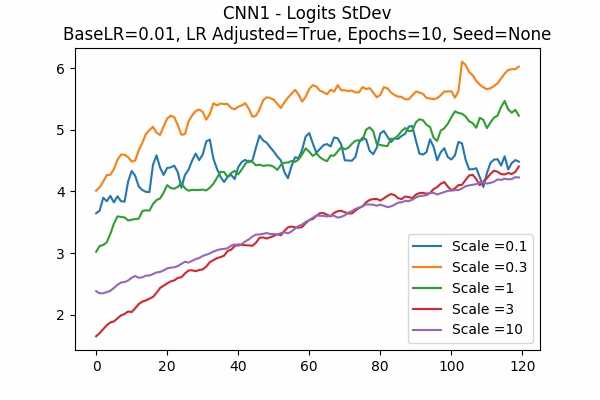 CNN1 - Logits StDev
BaseLR=0.01, LR Adjusted=True, Epochs=10, Seed=None
6
5
4
3
2
Scale =0.1
Scale =0.3
Scale =1
Scale =3
Scale =10
0 20 40 60 80 100 120